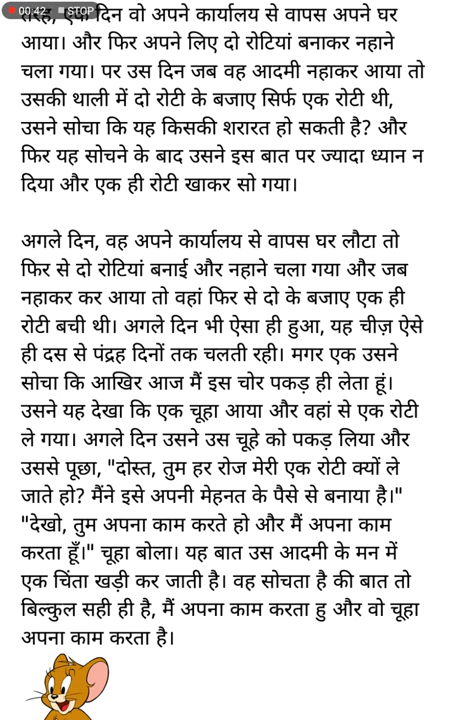 00:42 STOP
तरह, एक दिन वो अपने कार्यालय से वापस अपने घर
आया। और फिर अपने लिए दो रोटियां बनाकर नहाने
चला गया। पर उस दिन जब वह आदमी नहाकर आया तो
उसकी थाली में दो रोटी के बजाए सिर्फ एक रोटी थी,
उसने सोचा कि यह किसकी शरारत हो सकती है? और
फिर यह सोचने के बाद उसने इस बात पर ज्यादा ध्यान न
दिया और एक ही रोटी खाकर सो गया।
अगले दिन, वह अपने कार्यालय से वापस घर लौटा तो
फिर से दो रोटियां बनाई और नहाने चला गया और जब
नहाकर कर आया तो वहां फिर से दो के बजाए एक ही
रोटी बची थी। अगले दिन भी ऐसा ही हुआ, यह चीज़ ऐसे
ही दस से पंद्रह दिनों तक चलती रही। मगर एक उसने
सोचा कि आखिर आज मैं इस चोर पकड़ ही लेता हूं।
उसने यह देखा कि एक चूहा आया और वहां से एक रोटी
ले गया। अगले दिन उसने उस चूहे को पकड़ लिया और
उससे पूछा, "दोस्त, तुम हर रोज मेरी एक रोटी क्यों ले
जाते हो? मैंने इसे अपनी मेहनत के पैसे से बनाया है।"
"देखो, तुम अपना काम करते हो और मैं अपना काम
करता हूँ।" चूहा बोला। यह बात उस आदमी के मन में
एक चिंता खड़ी कर जाती है। वह सोचता है की बात तो
बिल्कुल सही ही है, मैं अपना काम करता हु और वो चूहा
अपना काम करता है।